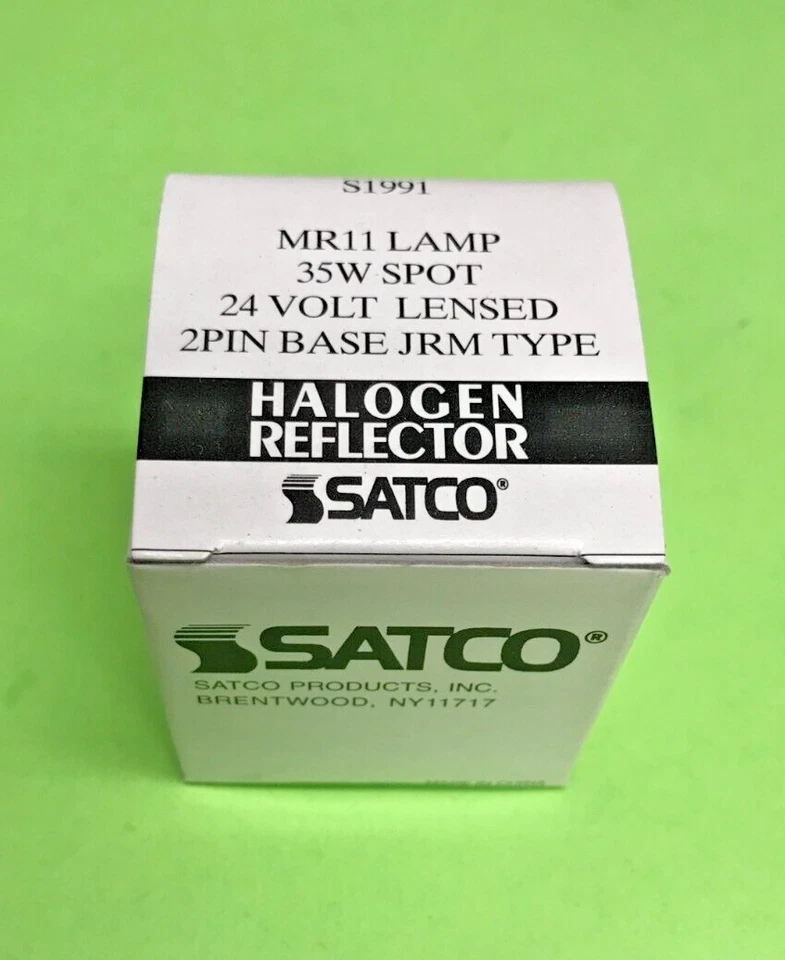 S1991
MR11 LAMP
35W SPOT
24 VOLT LENSED
2PIN BASE JRM TYPE
HALOGEN
REFLECTOR
SATCO®
SATCO®
SATCO PRODUCTS, INC.
BRENTWOOD, NY11717